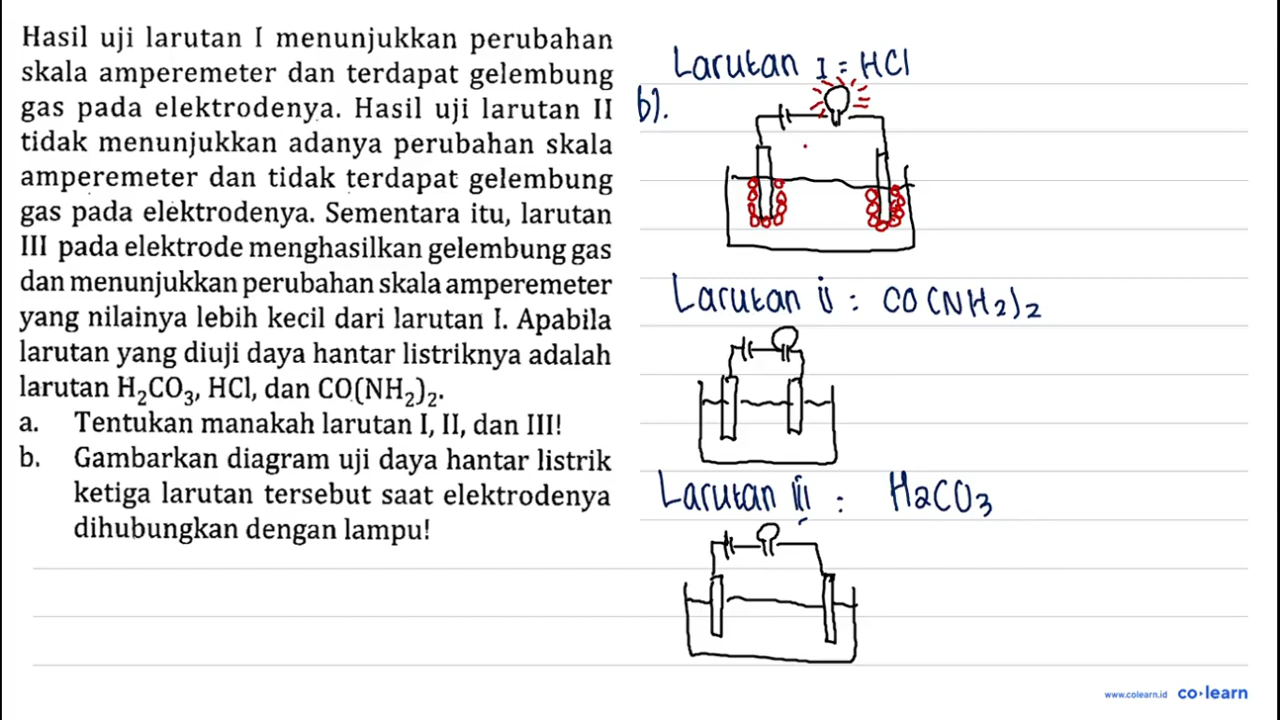 Hasil uji larutan I menunjukkan perubahan
skala amperemeter dan terdapat gelembung
gas pada elektrodenya. Hasil uji larutan II
tidak menunjukkan adanya perubahan skala
amperemeter dan tidak terdapat gelembung
gas pada elektrodenya. Sementara itu, larutan
III pada elektrode menghasilkan gelembung gas
dan menunjukkan perubahan skala amperemeter
yang nilainya lebih kecil dari larutan I. Apabila
larutan yang diuji daya hantar listriknya adalah
larutan H₂CO₃, HCl, dan CO(NH₂)₂.
a. Tentukan manakah larutan I, II, dan III!
b. Gambarkan diagram uji daya hantar listrik
ketiga larutan tersebut saat elektrodenya
dihubungkan dengan lampu!
Larutan I = HCl
b).
Larutan ii : CO(NH2)2
Larutan iii : H2CO3
www.colearn.id co·learn